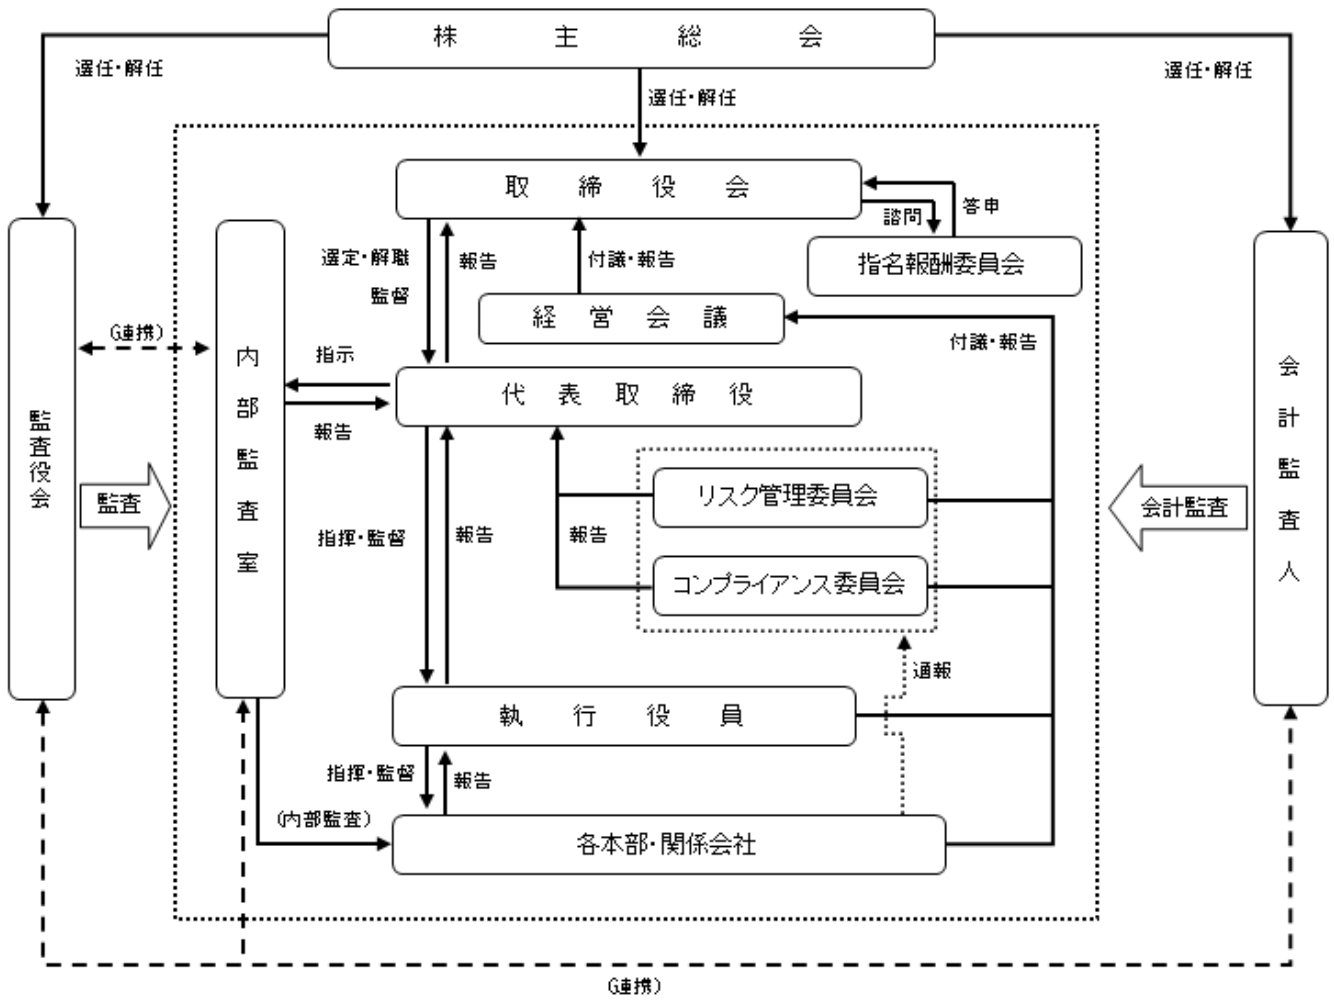 株主総会
選任・解任
選任・解任
選任・解任
取締役会
答申
諮問
指名報酬委員会
選定・解職
監督
報告
付議・報告
経営会議
付議・報告
(連携)
指示
報告
代表取締役
内部監査室
監査役会
監査
会計監査人
会計監査
リスク管理委員会
コンプライアンス委員会
指揮・監督
報告
報告
通報
執行役員
指揮・監督
報告
(内部監査)
各本部・関係会社
(連携)